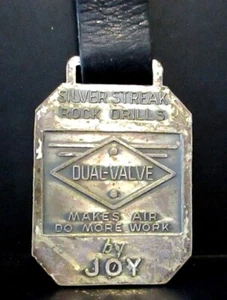 SILVER STREAK
ROCK DRILLS
DUAL-VALVE
MAKES AIR
DO MORE WORK
by
JOY